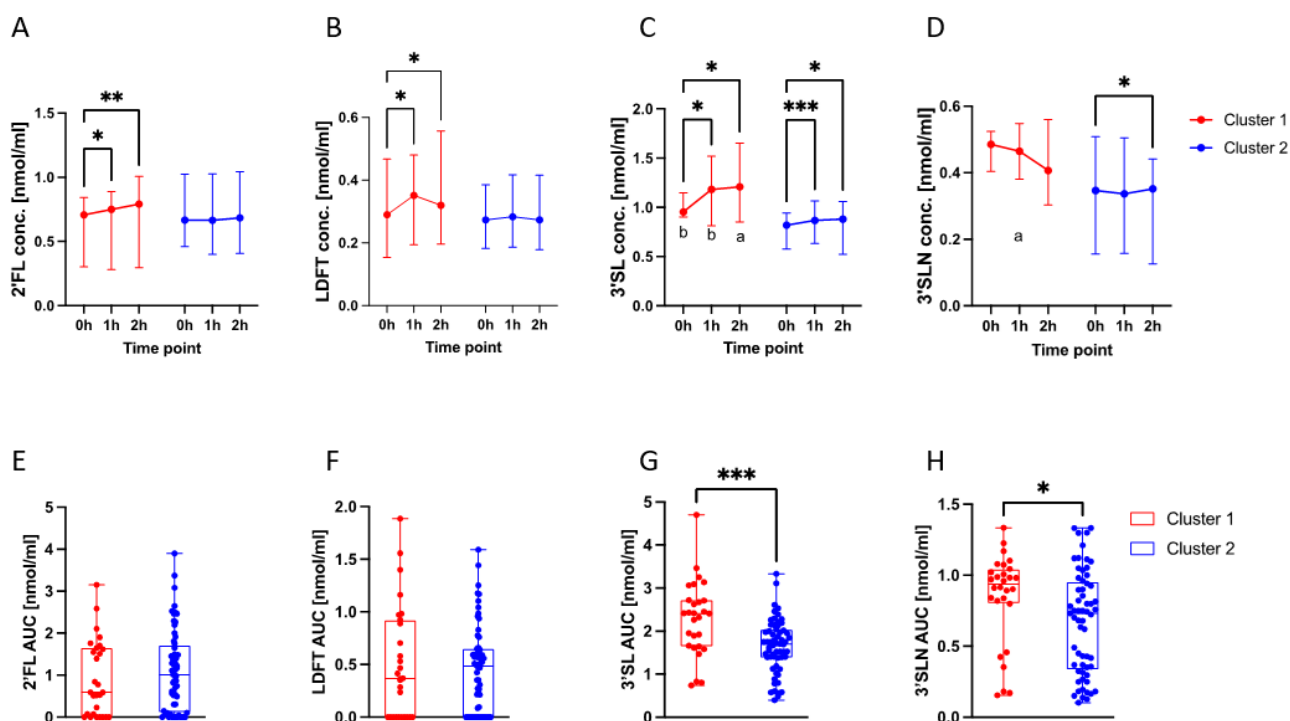 A
B
C
D
2'FL conc. [nmol/ml]
1.5
1.0
0.5
0.0
**
*
0h 1h 2h
0h 1h 2h
Time point
LDFT conc. [nmol/ml]
0.6
0.4
0.2
0.0
*
*
0h 1h 2h
0h 1h 2h
Time point
3'SL conc. [nmol/ml]
2.0
1.5
1.0
0.5
0.0
*
*
*
***
b b a
0h 1h 2h
0h 1h 2h
Time point
3'SLN conc. [nmol/ml]
0.6
0.4
0.2
0.0
*
a
0h 1h 2h
0h 1h 2h
Time point
Cluster 1
Cluster 2
E
F
G
H
2'FL AUC [nmol/ml]
5
4
3
2
1
0
LDFT AUC [nmol/ml]
2.0
1.5
1.0
0.5
0.0
3'SL AUC [nmol/ml]
5
4
3
2
1
0
***
3'SLN AUC [nmol/ml]
1.5
1.0
0.5
0.0
*
Cluster 1
Cluster 2